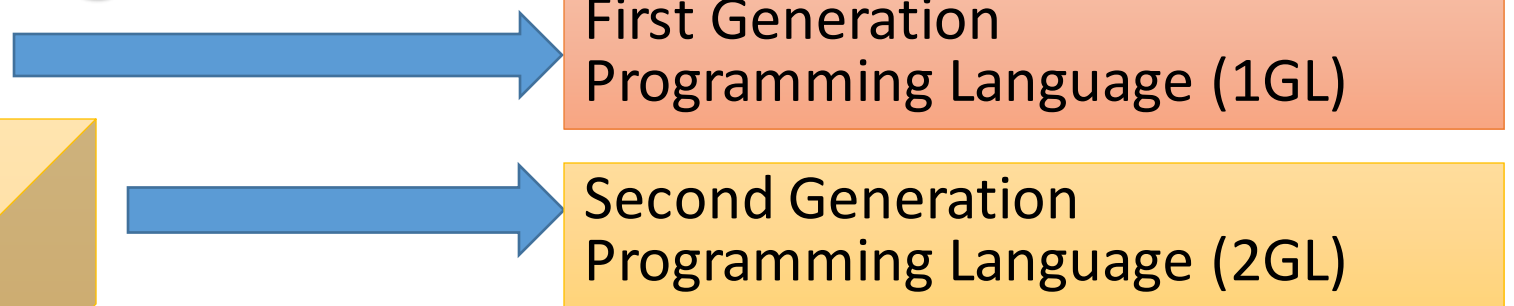 First Generation
Programming Language (1GL)
Second Generation
Programming Language (2GL)